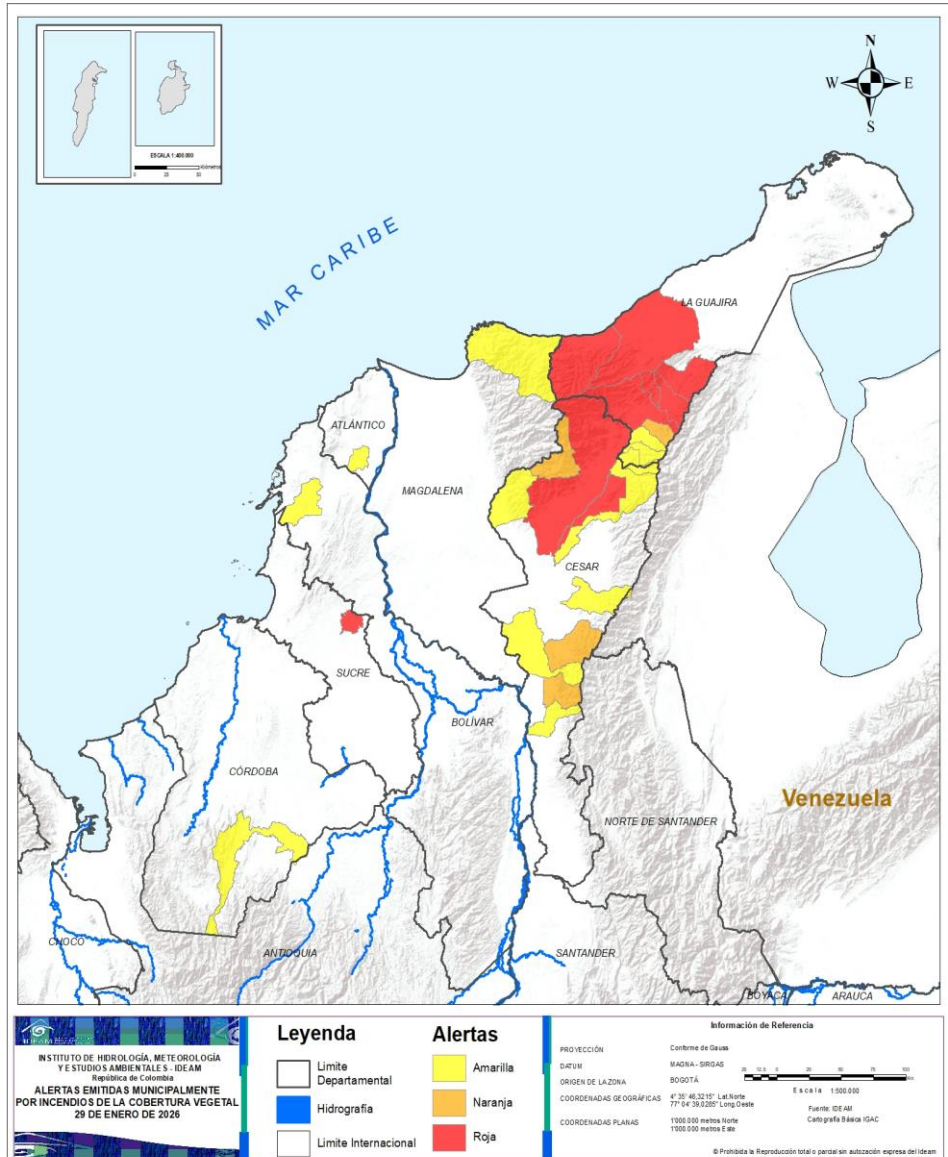 ESCALA 1:400.000
Kilómetros
0 25 50
N
W E
S
MAR CARIBE
LA GUAJIRA
ATLÁNTICO
MAGDALENA
CESAR
SUCRE
BOLÍVAR
CÓRDOBA
Venezuela
NORTE DE SANTANDER
CHOCO
ANTIOQUIA
SANTANDER
BOYACA
ARAUCA
IDEAM
INSTITUTO DE HIDROLOGÍA, METEOROLOGÍA
Y ESTUDIOS AMBIENTALES - IDEAM
República de Colombia
ALERTAS EMITIDAS MUNICIPALMENTE
POR INCENDIOS DE LA COBERTURA VEGETAL
29 DE ENERO DE 2026
Leyenda
Limite
Departamental
Hidrografía
Limite Internacional
Alertas
Amarilla
Naranja
Roja
Información de Referencia
PROYECCIÓN Conforme de Gauss
DATUM MAGNA - SIRGAS
ORIGEN DE LA ZONA BOGOTÁ
COORDENADAS GEOGRÁFICAS 4° 35' 46,3215" Lat.Norte
77° 04' 39,0285" Long.Oeste
COORDENADAS PLANAS 1'000.000 metros Norte
1'000.000 metros Este
Escala 1:500.000
Fuente: IDEAM
Cartografía Básica IGAC
© Prohibida la Reproducción total o parcial sin autozación expresa del Ideam